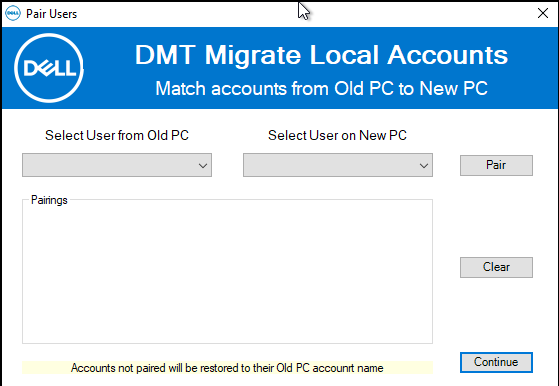 Pair Users
DELL
DMT Migrate Local Accounts
Match accounts from Old PC to New PC
Select User from Old PC
Select User on New PC
Pair
Pairings
Clear
Continue
Accounts not paired will be restored to their Old PC accounrt name